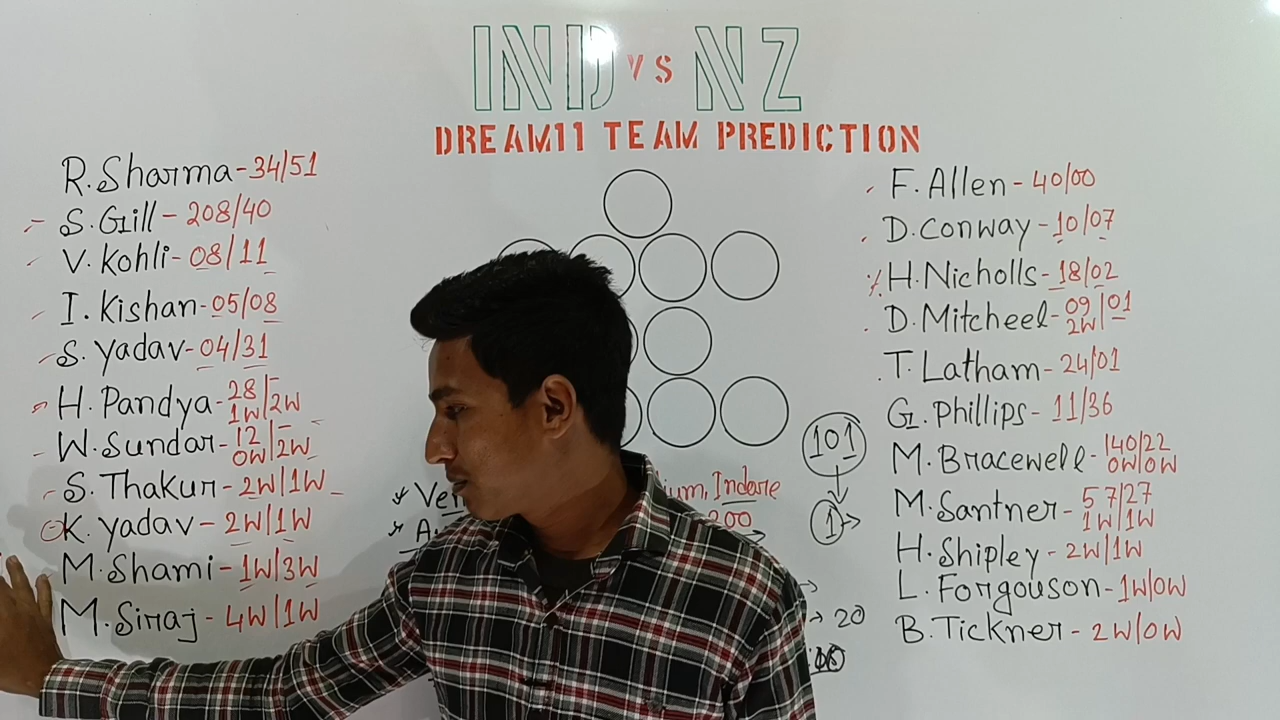 IND VS NZ
DREAM11 TEAM PREDICTION
R. Sharma - 34/51
S. Gill - 208/40
V. Kohli - 08/11
I. Kishan - 05/08
S. Yadav - 04/31
H. Pandya - 28 1W/2W
W. Sundar - 12 0W/2W
S. Thakur - 2W/1W
K. Yadav - 2W/1W
M. Shami - 1W/3W
M. Siraj - 4W/1W
Indore
200
101
1
20
F. Allen - 40/00
D. Conway - 10/07
H. Nicholls - 18/02
D. Mitcheel - 09 2W/01
T. Latham - 24/01
G. Phillips - 11/36
M. Bracewell - 140/22
0W/0W
M. Santner - 57/27
1W/1W
H. Shipley - 2W/1W
L. Forgouson - 1W/0W
B. Tickner - 2W/0W